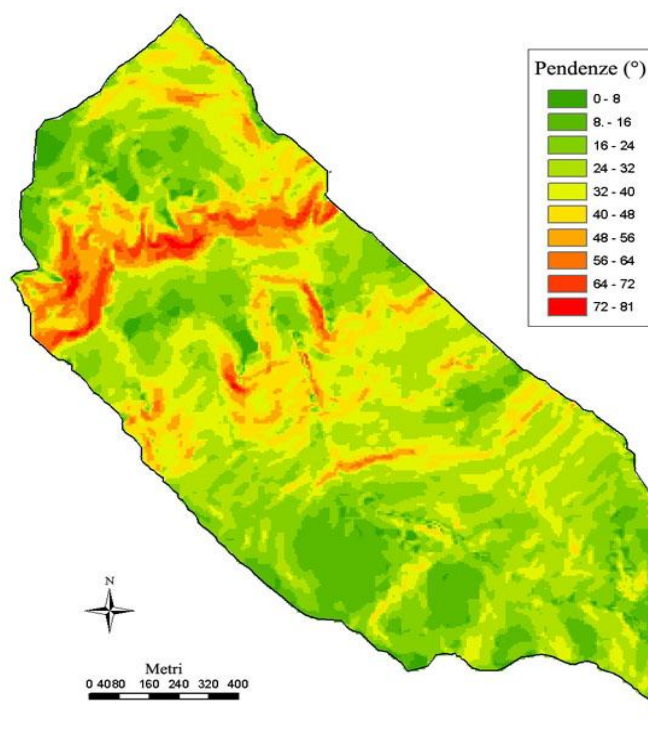 Pendenze (°)
0 - 8
8. - 16
16 - 24
24 - 32
32 - 40
40 - 48
48 - 56
56 - 64
64 - 72
72 - 81
N
Metri
0 4080 160 240 320 400